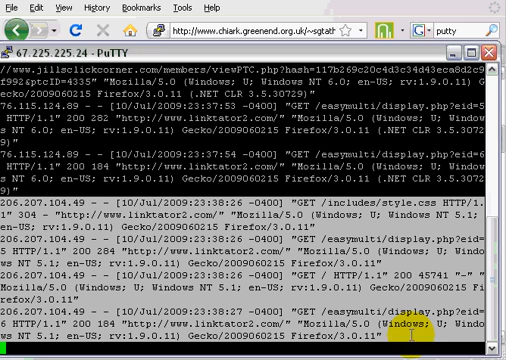 File Edit View History Bookmarks Tools Help
http://www.chiark.greenend.org.uk/~sgtath
putty
67.225.225.24 - PuTTY
//www.jillsclickcorner.com/members/viewPTC.php?hash=117b269c20c4d3c34d43eca8d2c9
f992&ptcID=4335" "Mozilla/5.0 (Windows; U; Windows NT 6.0; en-US; rv:1.9.0.11) G
ecko/2009060215 Firefox/3.0.11 (.NET CLR 3.5.30729)"
76.115.124.89 - - [10/Jul/2009:23:37:53 -0400] "GET /easymulti/display.php?eid=5
HTTP/1.1" 200 282 "http://www.linktator2.com/" "Mozilla/5.0 (Windows; U; Window
s NT 6.0; en-US; rv:1.9.0.11) Gecko/2009060215 Firefox/3.0.11 (.NET CLR 3.5.3072
9)"
76.115.124.89 - - [10/Jul/2009:23:37:54 -0400] "GET /easymulti/display.php?eid=6
HTTP/1.1" 200 184 "http://www.linktator2.com/" "Mozilla/5.0 (Windows; U; Window
s NT 6.0; en-US; rv:1.9.0.11) Gecko/2009060215 Firefox/3.0.11 (.NET CLR 3.5.3072
9)"
206.107.104.49 - - [10/Jul/2009:23:38:26 -0400] "GET /includes/style.css HTTP/1.
1" 304 - "http://www.linktator2.com/" "Mozilla/5.0 (Windows; U; Windows NT 5.1;
en-US; rv:1.9.0.11) Gecko/2009060215 Firefox/3.0.11"
206.107.104.49 - - [10/Jul/2009:23:38:26 -0400] "GET /easymulti/display.php?eid=
5 HTTP/1.1" 200 284 "http://www.linktator2.com/" "Mozilla/5.0 (Windows; U; Windo
ws NT 5.1; en-US; rv:1.9.0.11) Gecko/2009060215 Firefox/3.0.11"
206.107.104.49 - - [10/Jul/2009:23:38:26 -0400] "GET / HTTP/1.1" 200 45741 "-" "
Mozilla/5.0 (Windows; U; Windows NT 5.1; en-US; rv:1.9.0.11) Gecko/2009060215 Fi
refox/3.0.11"
206.107.104.49 - - [10/Jul/2009:23:38:27 -0400] "GET /easymulti/display.php?eid=
6 HTTP/1.1" 200 184 "http://www.linktator2.com/" "Mozilla/5.0 (Windows; U; Windo
ws NT 5.1; en-US; rv:1.9.0.11) Gecko/2009060215 Firefox/3.0.11"